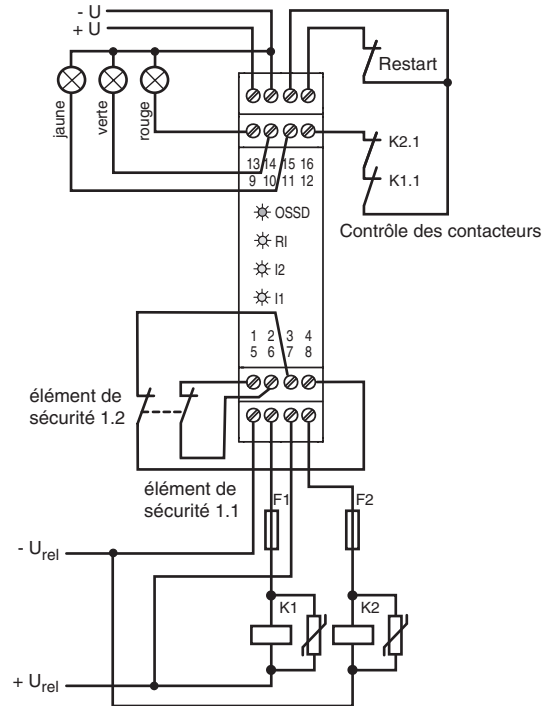 - U
+ U
jaune
verte
rouge
Restart
K2.1
K1.1
Contrôle des contacteurs
13 14 15 16
9 10 11 12
OSSD
RI
I2
I1
1 2 3 4
5 6 7 8
élément de
sécurité 1.2
élément de
sécurité 1.1
F1
F2
- Urel
K1
K2
+ Urel